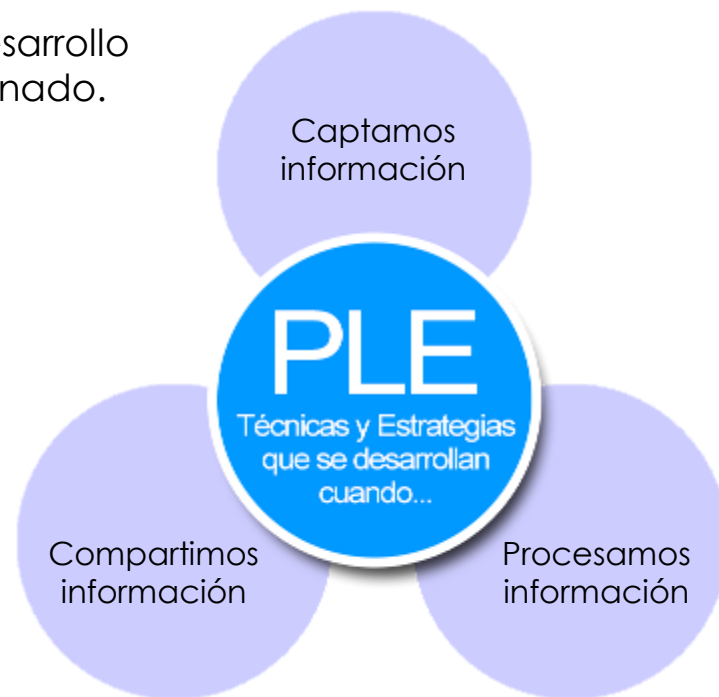 sarrollo
nado.
Captamos
información
PLE
Técnicas y Estrategias
que se desarrollan
cuando...
Compartimos
información
Procesamos
información